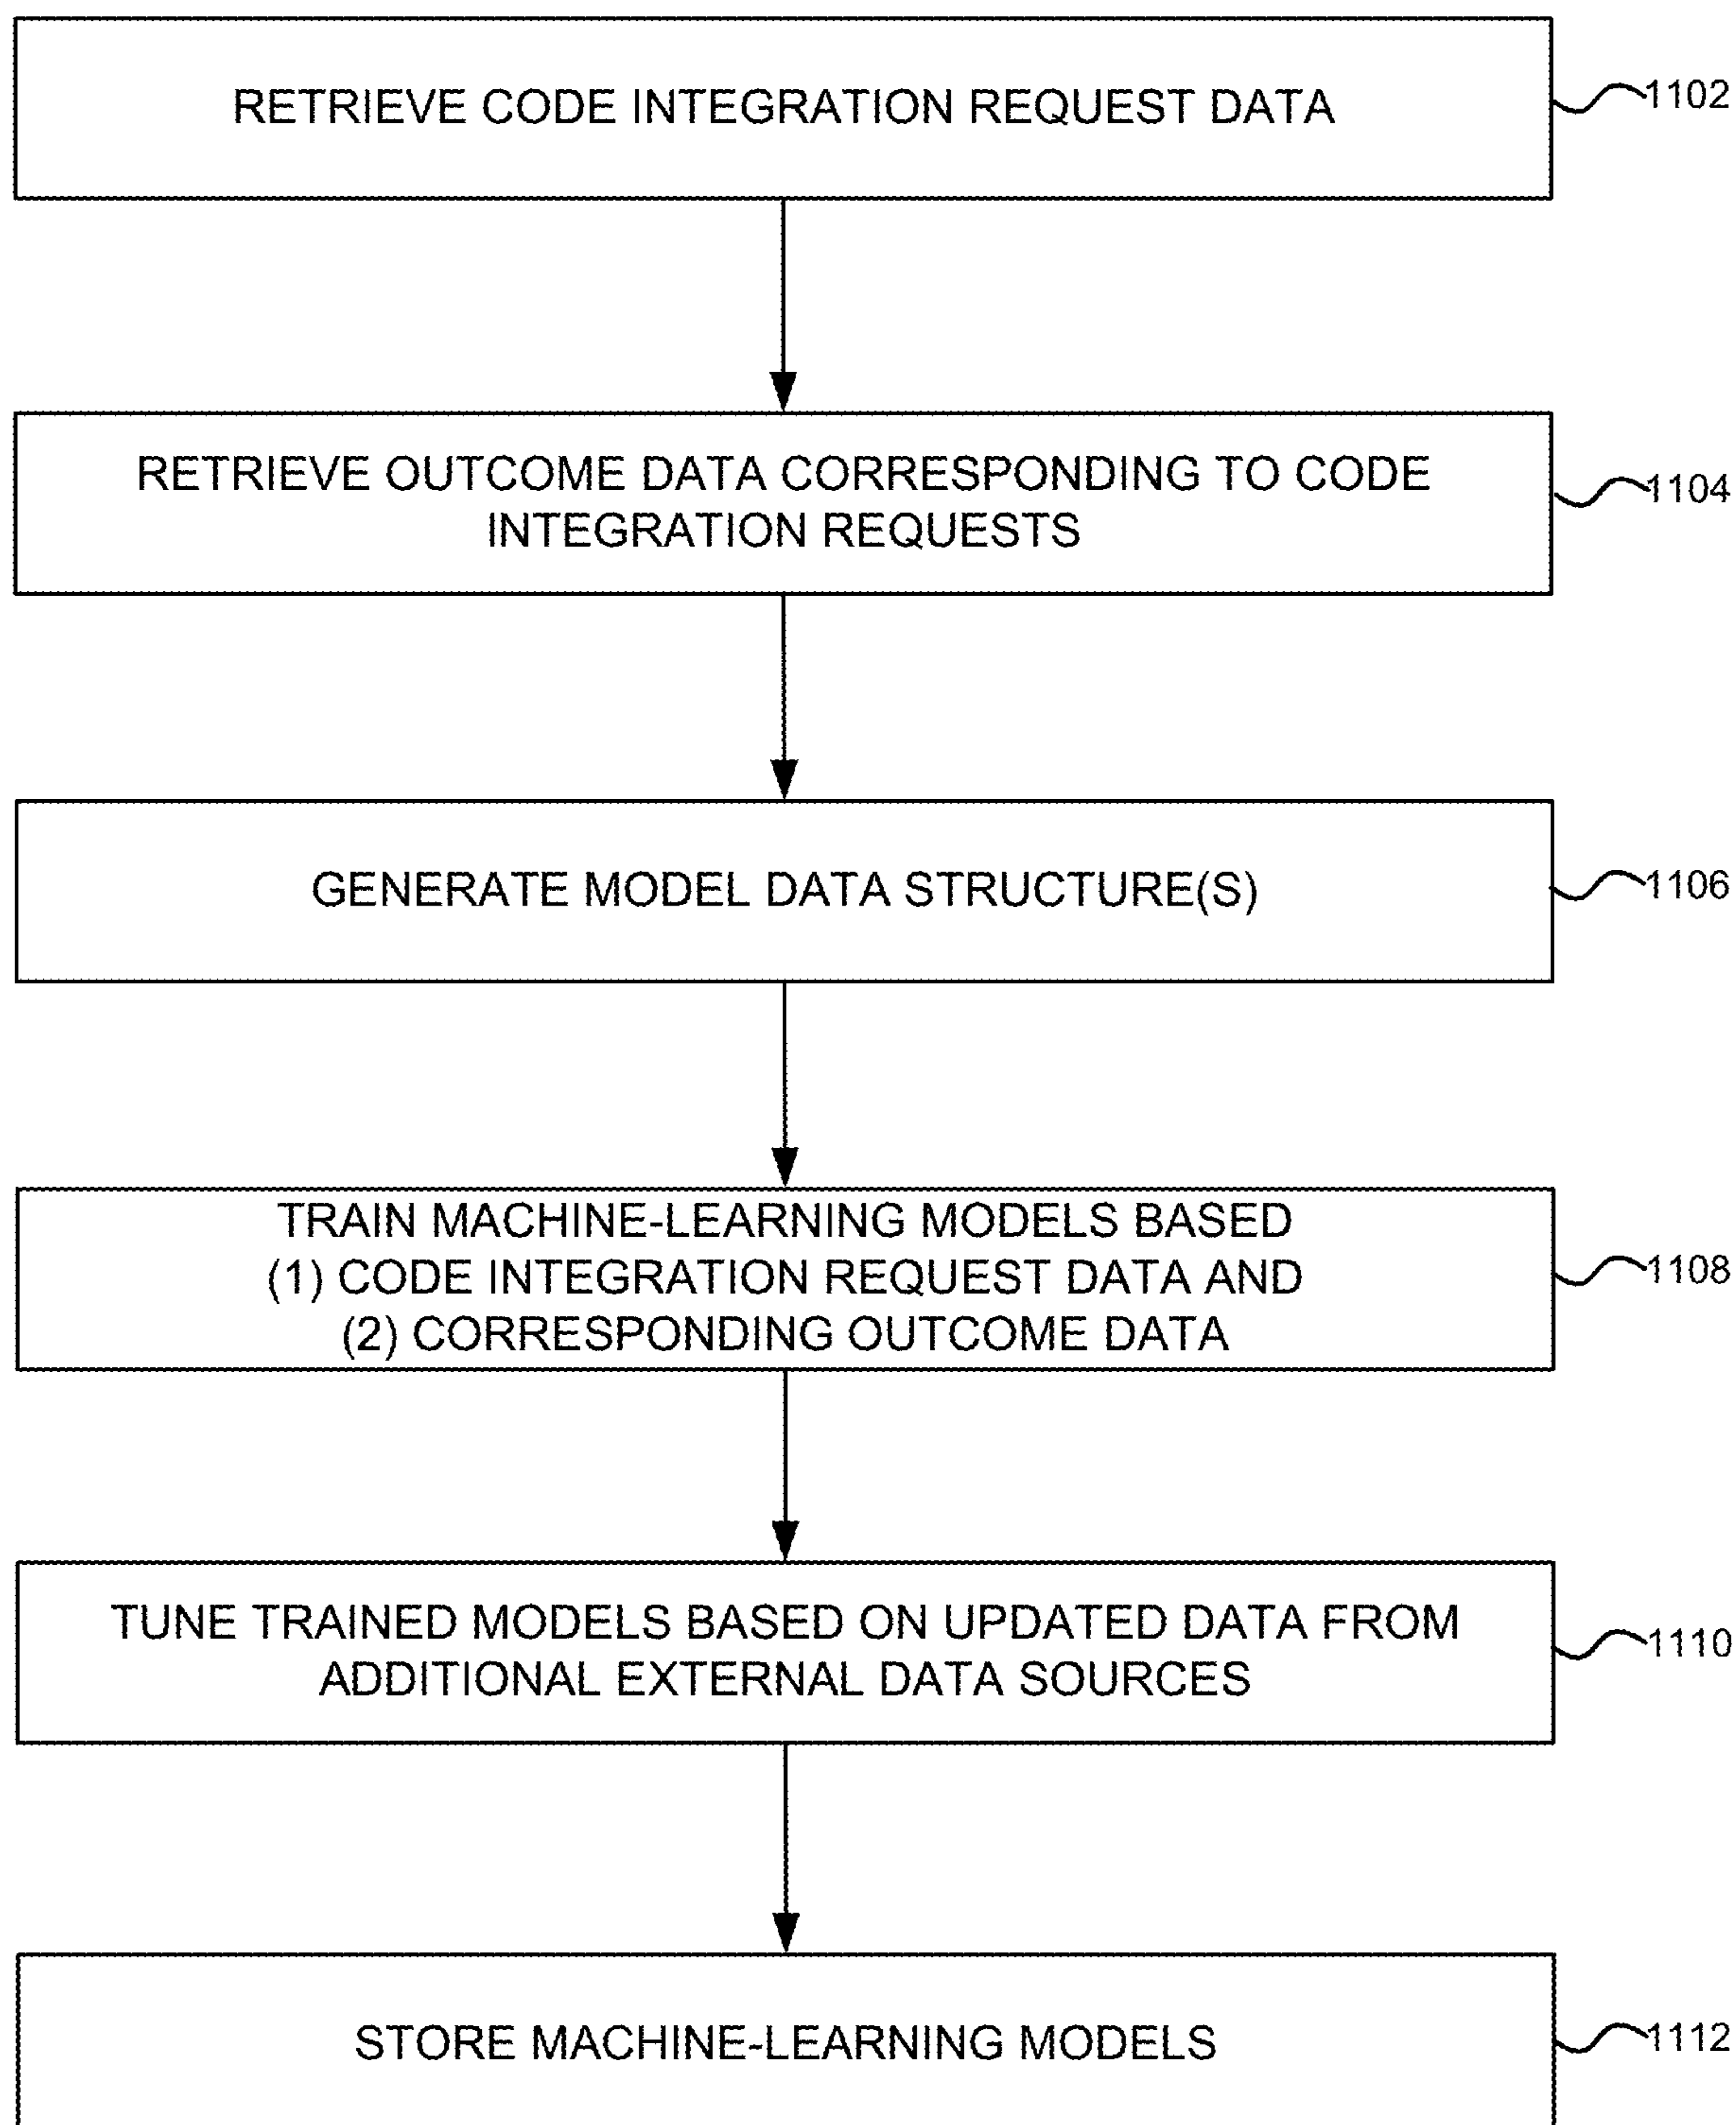 RETRIEVE CODE INTEGRATION REQUEST DATA
1102
RETRIEVE OUTCOME DATA CORRESPONDING TO CODE
INTEGRATION REQUESTS
1104
GENERATE MODEL DATA STRUCTURE(S)
1106
TRAIN MACHINE-LEARNING MODELS BASED
(1) CODE INTEGRATION REQUEST DATA AND
(2) CORRESPONDING OUTCOME DATA
1108
TUNE TRAINED MODELS BASED ON UPDATED DATA FROM
ADDITIONAL EXTERNAL DATA SOURCES
1110
STORE MACHINE-LEARNING MODELS
1112